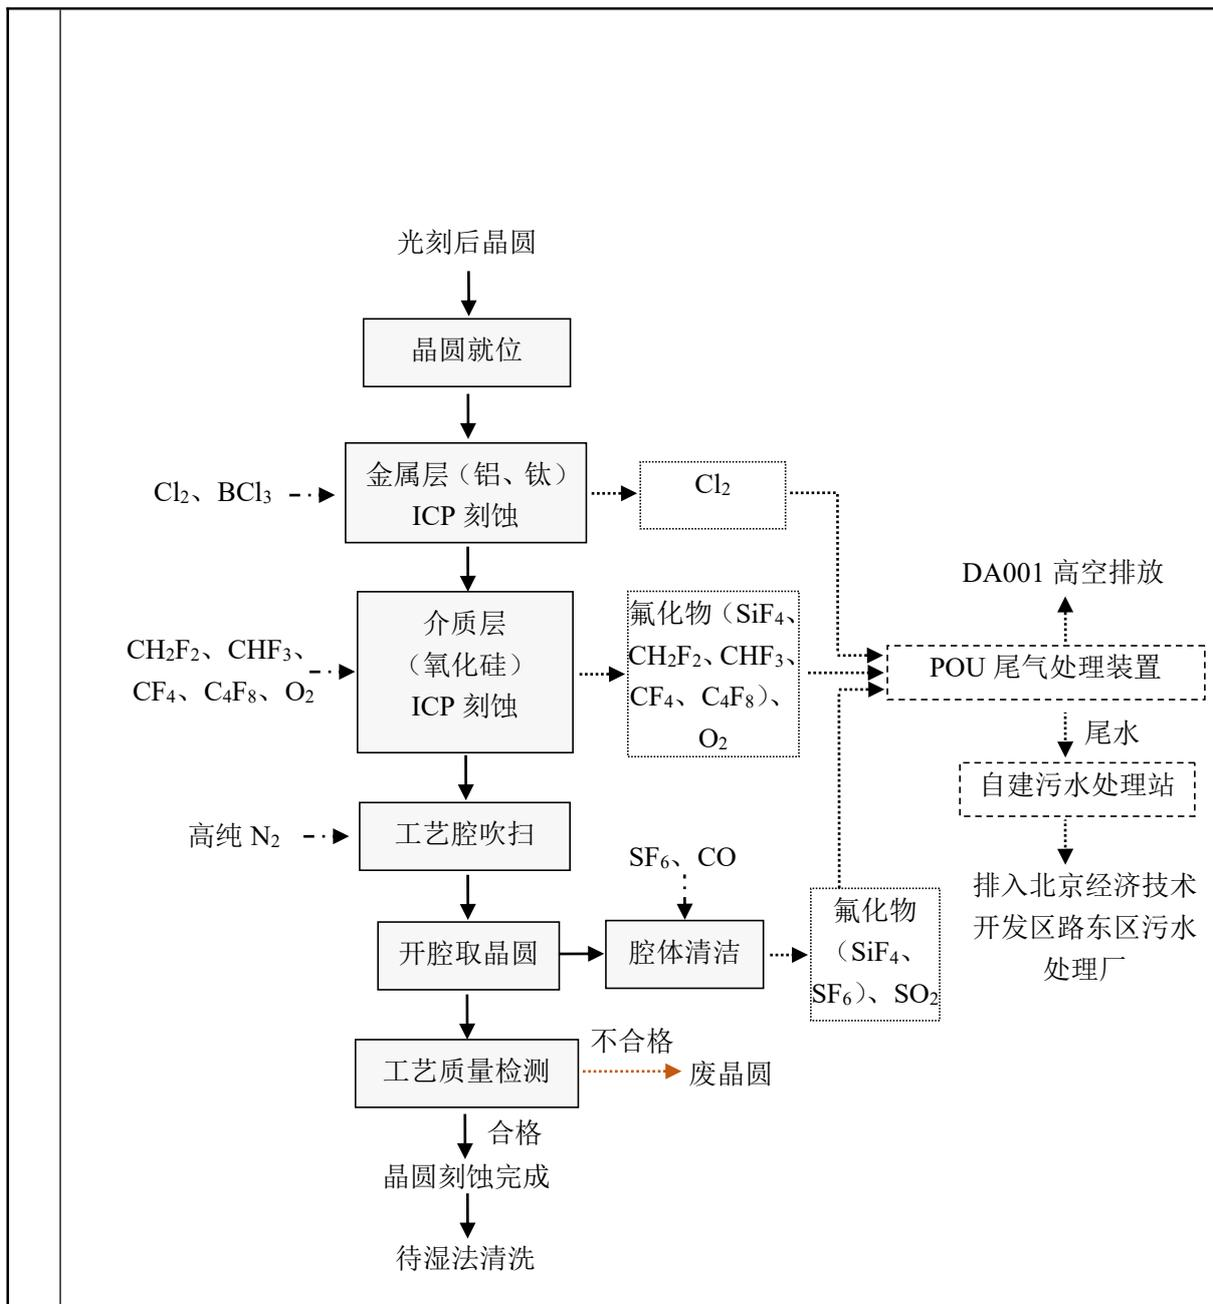 光刻后晶圆
晶圆就位
Cl₂、BCl₃
金属层（铝、钛）
ICP 刻蚀
Cl₂
CH₂F₂、CHF₃、
CF₄、C₄F₈、O₂
介质层
（氧化硅）
ICP 刻蚀
氟化物（SiF₄、
CH₂F₂、CHF₃、
CF₄、C₄F₈）、
O₂
DA001 高空排放
POU 尾气处理装置
尾水
自建污水处理站
排入北京经济技术
开发区路东区污水
处理厂
高纯 N₂
工艺腔吹扫
SF₆、CO
开腔取晶圆
腔体清洁
氟化物
（SiF₄、
SF₆）、SO₂
工艺质量检测
不合格
废晶圆
合格
晶圆刻蚀完成
待湿法清洗